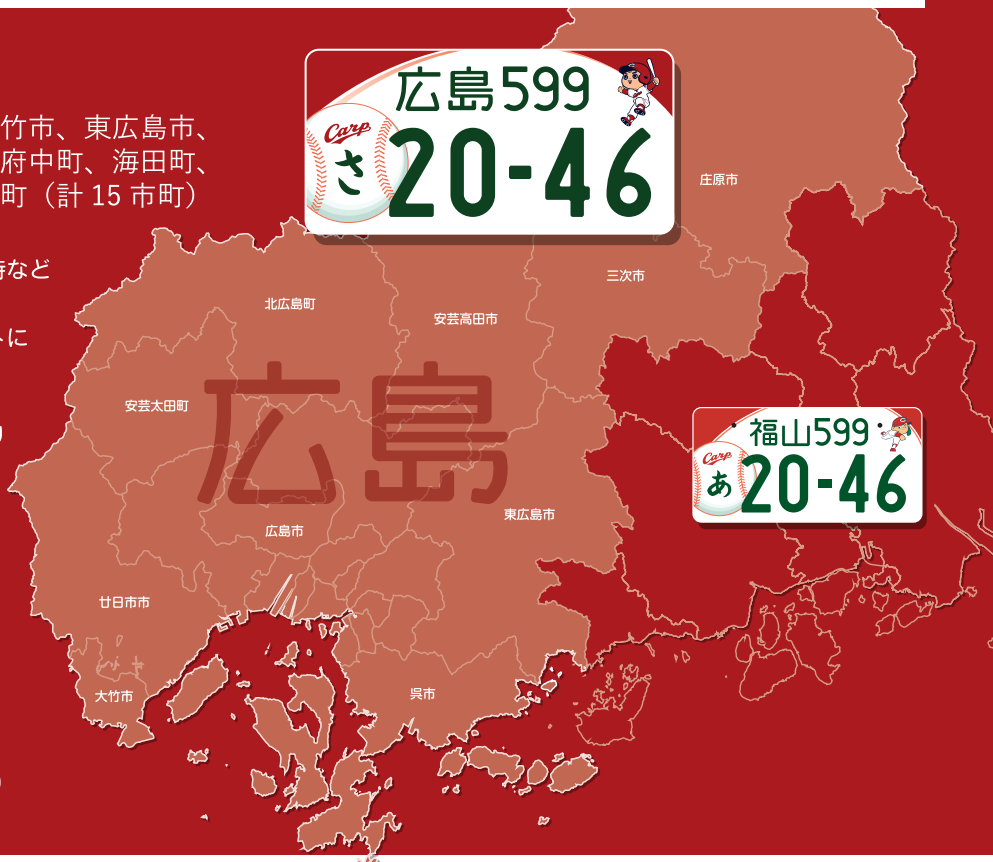 竹市、東広島市、
府中町、海田町、
町（計 15 市町）
時など
トに
広島599
Carp
さ
20-46
庄原市
三次市
北広島町
安芸高田市
安芸太田町
広島
福山599
Carp
あ
20-46
東広島市
広島市
廿日市市
大竹市
呉市